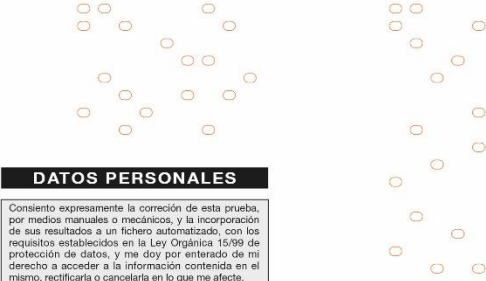 DATOS PERSONALES
Consiento expresamente la correción de esta prueba,
por medios manuales o mecánicos, y la incorporación
de sus resultados a un fichero automatizado, con los
requisitos establecidos en la Ley Orgánica 15/99 de
protección de datos, y me doy por enterado de mi
derecho a acceder a la información contenida en el
mismo, rectificarla o cancelarla en lo que me afecte.